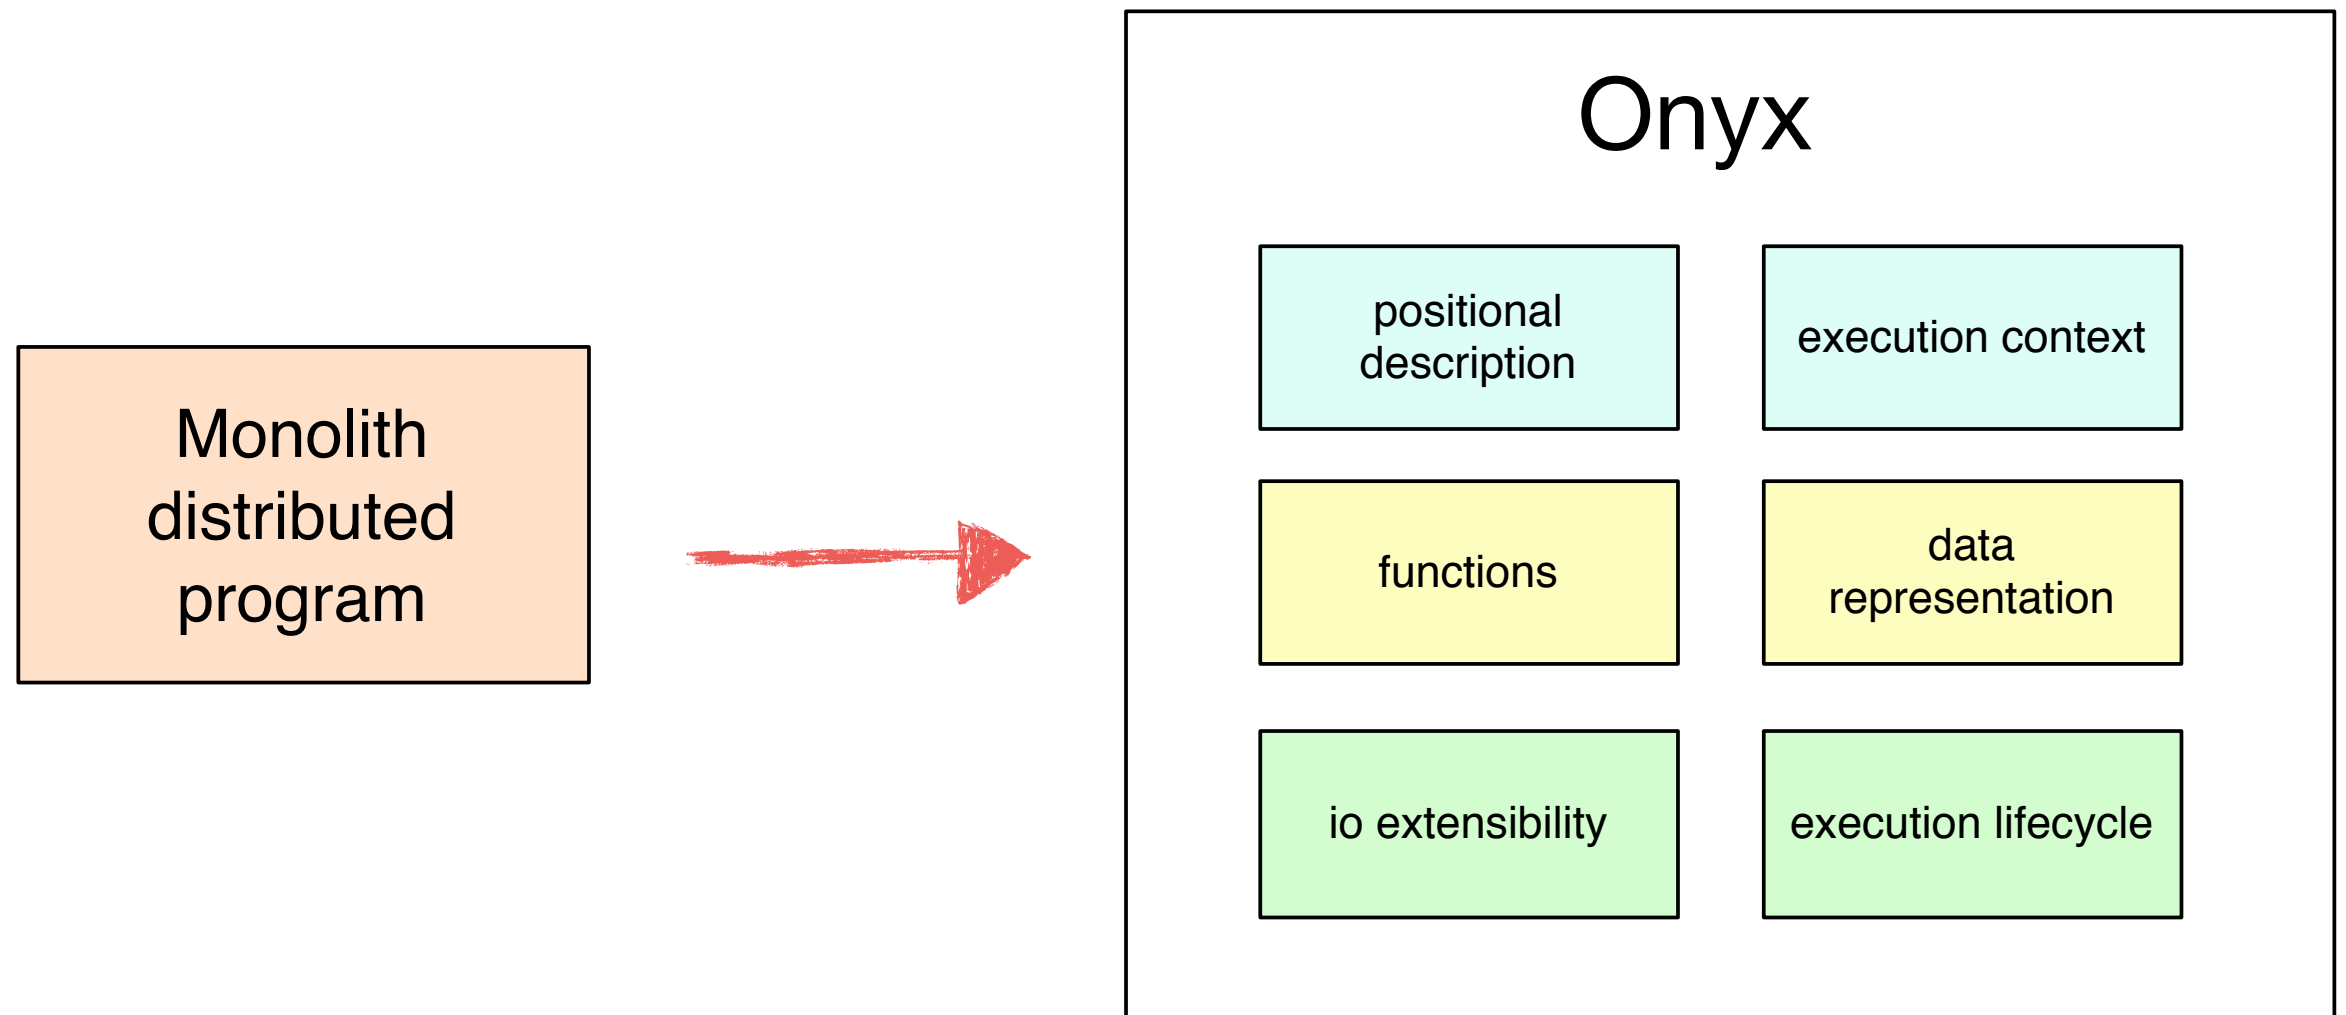 Monolith
distributed
program
Onyx
positional
description
execution context
functions
data
representation
io extensibility
execution lifecycle